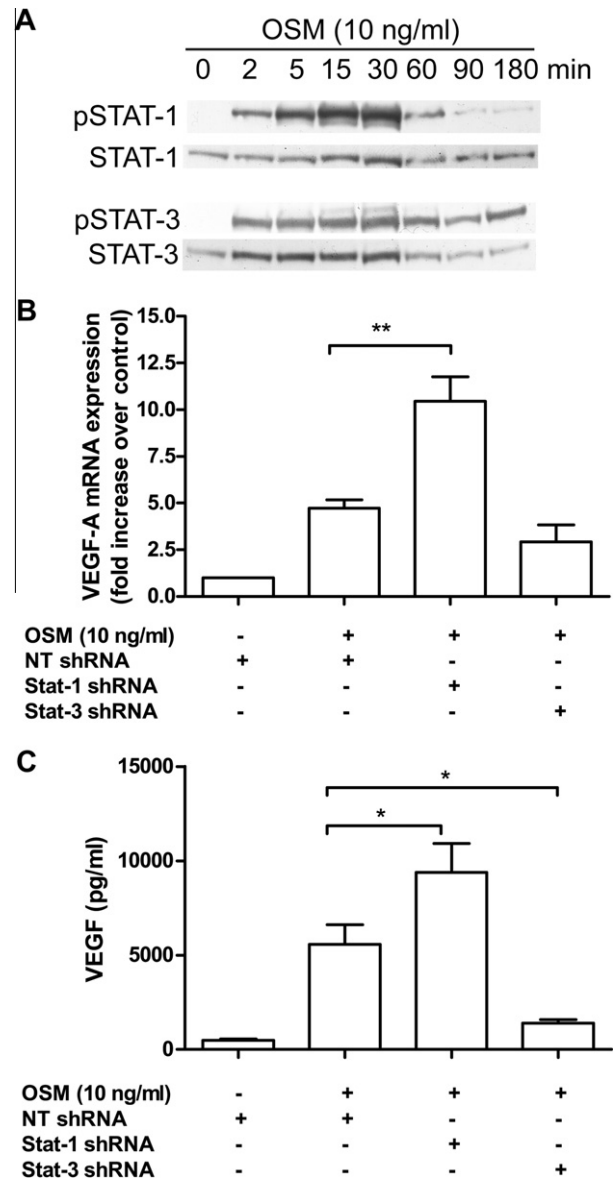 A
OSM (10 ng/ml)
0 2 5 15 30 60 90 180 min
pSTAT-1
STAT-1
pSTAT-3
STAT-3
B
VEGF-A mRNA expression
(fold increase over control)
15.0
12.5
10.0
7.5
5.0
2.5
0.0
**
OSM (10 ng/ml) - + + +
NT shRNA + + - -
Stat-1 shRNA - - + -
Stat-3 shRNA - - - +
C
VEGF (pg/ml)
15000
10000
5000
0
*
*
OSM (10 ng/ml) - + + +
NT shRNA + + - -
Stat-1 shRNA - - + -
Stat-3 shRNA - - - +